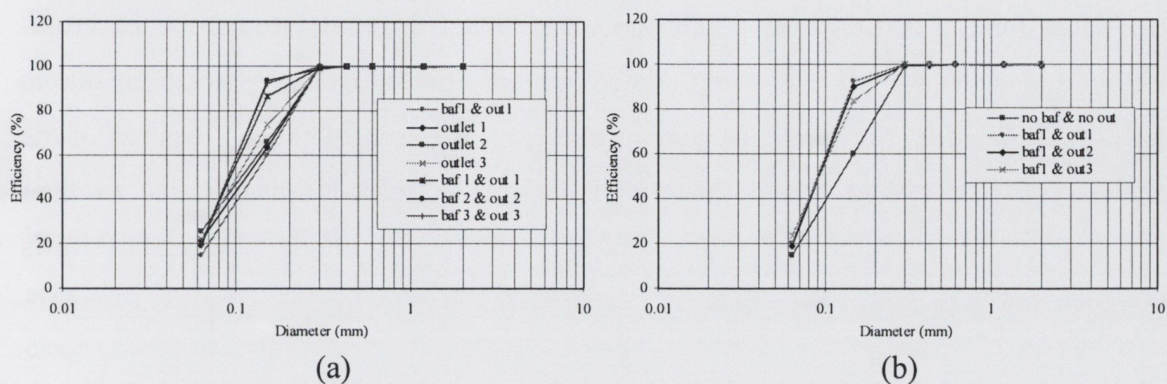 120
100
80
60
40
20
0
Efficiency (%)
0.01
0.1
1
10
Diameter (mm)
baf1 & out1
outlet 1
outlet 2
outlet 3
baf 1 & out 1
baf 2 & out 2
baf 3 & out 3
(a)
120
100
80
60
40
20
0
Efficiency (%)
0.01
0.1
1
10
Diameter (mm)
no baf & no out
baf1 & out1
baf1 & out2
baf1 & out3
(b)